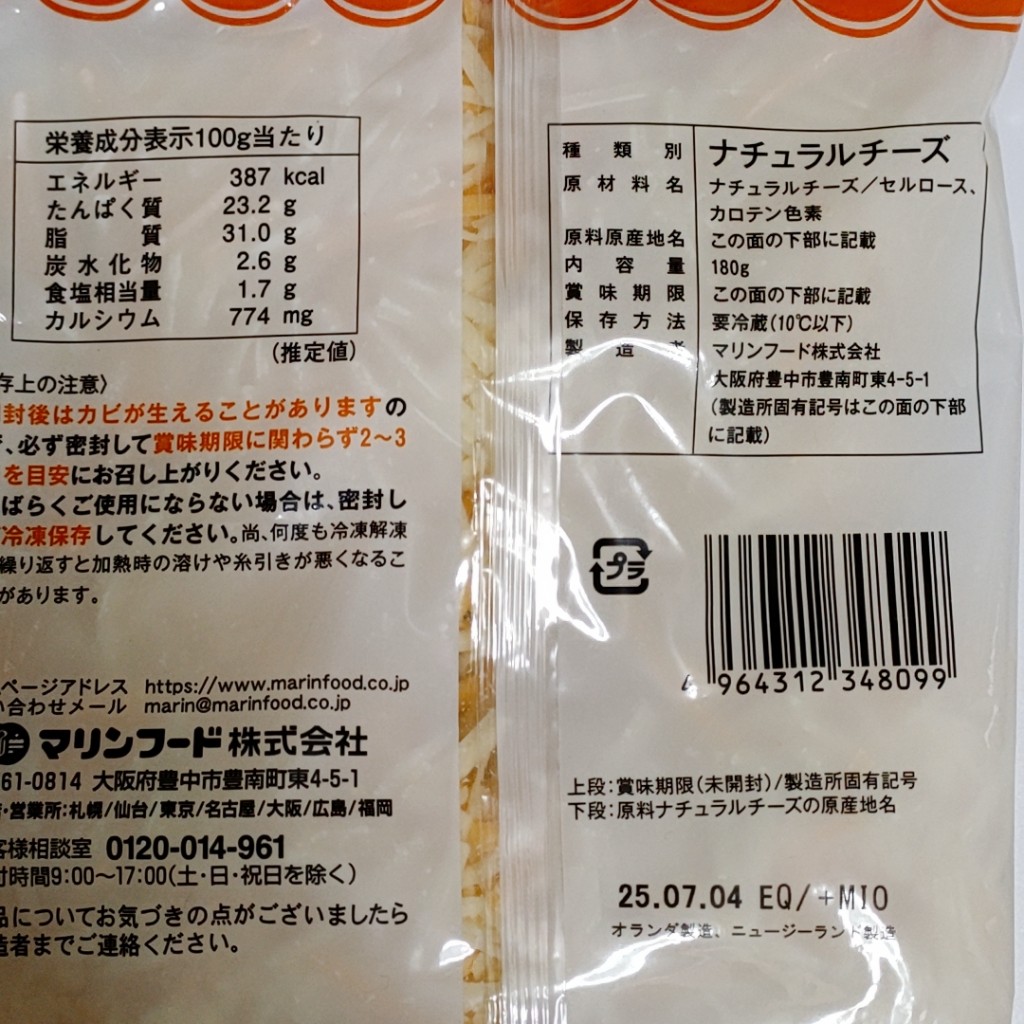 栄養成分表示100g当たり
エネルギー 387 kcal
たんぱく質 23.2 g
脂質 31.0 g
炭水化物 2.6 g
食塩相当量 1.7 g
カルシウム 774 mg
(推定値)
存上の注意〉
封後はカビが生えることがありますの
、必ず密封して賞味期限に関わらず2〜3
を目安にお召し上がりください。
ばらくご使用にならない場合は、密封し
冷凍保存してください。尚、何度も冷凍解凍
繰り返すと加熱時の溶けや糸引きが悪くなるこ
があります。
ページアドレス https://www.marinfood.co.jp
い合わせメール marin@marinfood.co.jp
マリンフード株式会社
61-0814 大阪府豊中市豊南町東4-5-1
・営業所:札幌/仙台/東京/名古屋/大阪/広島/福岡
客様相談室 0120-014-961
付時間9:00〜17:00(土・日・祝日を除く)
品についてお気づきの点がございましたら
造者までご連絡ください。
種類別 ナチュラルチーズ
原材料名 ナチュラルチーズ/セルロース、
カロテン色素
原料原産地名 この面の下部に記載
内容量 180g
賞味期限 この面の下部に記載
保存方法 要冷蔵(10℃以下)
製造者 マリンフード株式会社
大阪府豊中市豊南町東4-5-1
(製造所固有記号はこの面の下部
に記載)
プラ
4 964312 348099
上段:賞味期限(未開封)/製造所固有記号
下段:原料ナチュラルチーズの原産地名
25.07.04 EQ/+MIO
オランダ製造、ニュージーランド製造